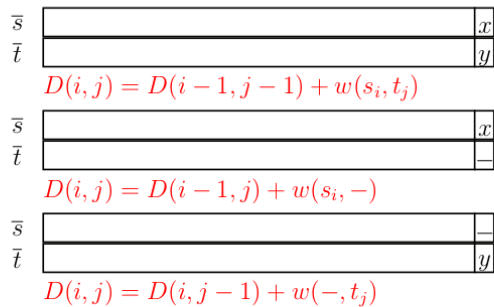 s̅ x
t̅ y
D(i, j) = D(i − 1, j − 1) + w(s_i, t_j)
s̅ x
t̅ −
D(i, j) = D(i − 1, j) + w(s_i, −)
s̅ −
t̅ y
D(i, j) = D(i, j − 1) + w(−, t_j)